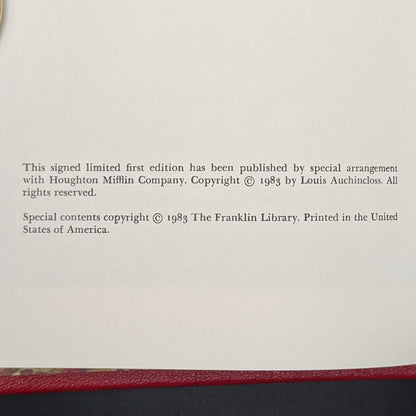 This signed limited first edition has been published by special arrangement
with Houghton Mifflin Company. Copyright © 1983 by Louis Auchincloss. All
rights reserved.
Special contents copyright © 1983 The Franklin Library. Printed in the United
States of America.